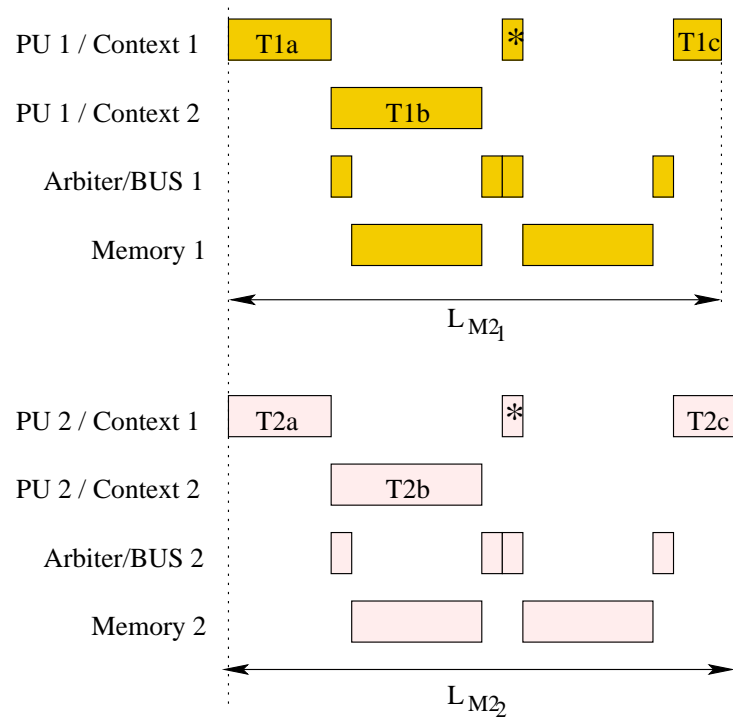 PU 1 / Context 1 T1a * T1c
PU 1 / Context 2 T1b
Arbiter/BUS 1
Memory 1
L M2 1
PU 2 / Context 1 T2a * T2c
PU 2 / Context 2 T2b
Arbiter/BUS 2
Memory 2
L M2 2